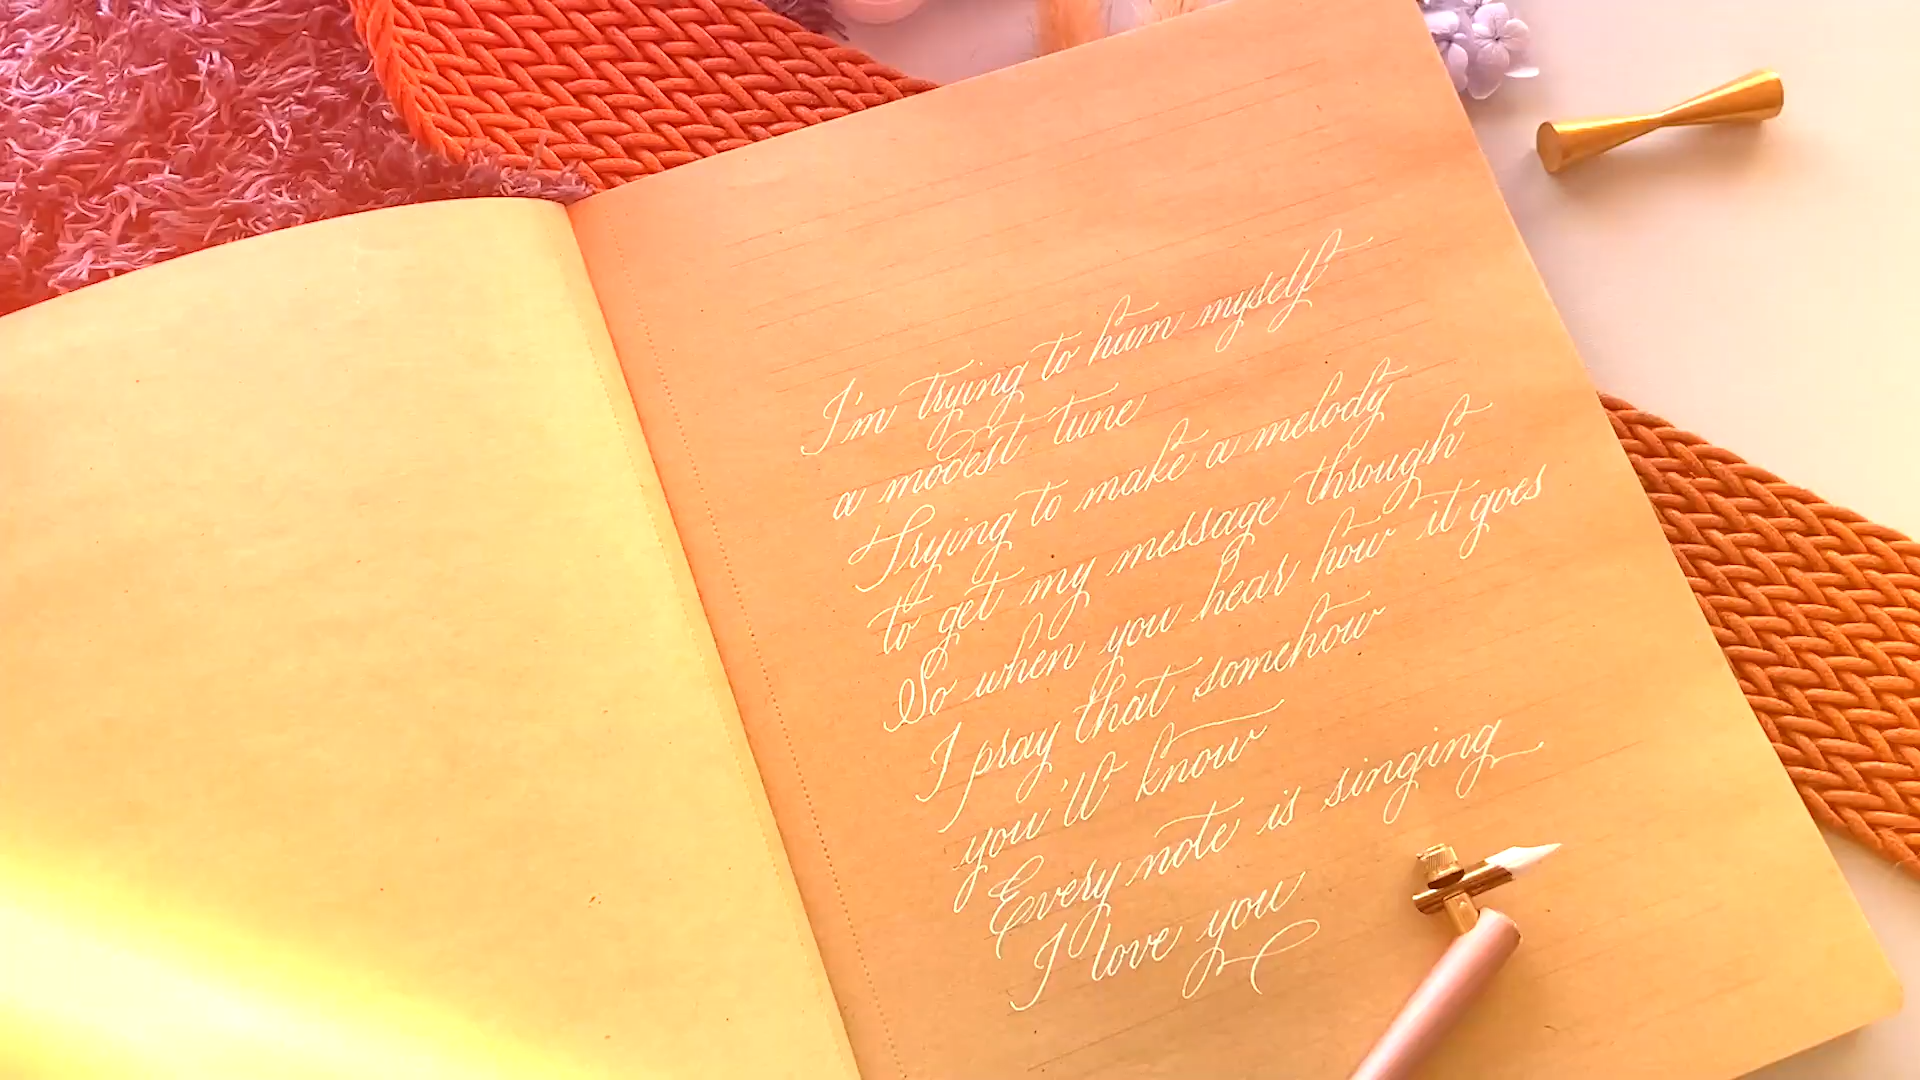 I'm trying to hum myself
a modest tune
Trying to make a melody
to get my message through
So when you hear how it goes
I pray that somehow
you'll know
Every note is singing
I love you